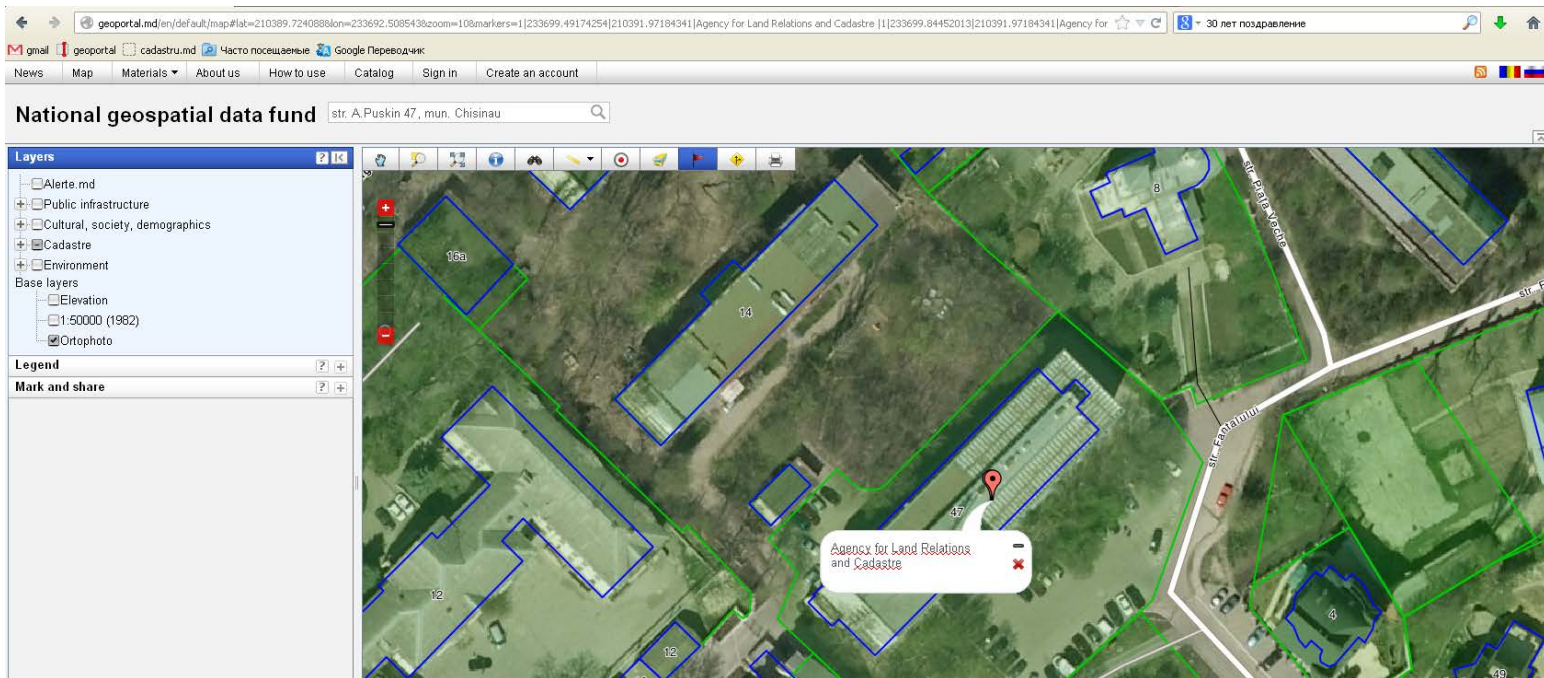 geoportal.md/en/default/map#lat=210389.724088&lon=233692.508543&zoom=10&markers=1|233699.49174254|210391.97184341|Agency for Land Relations and Cadastre |1|233699.84452013|210391.97184341|Agency for
30 лет поздравление
gmail geoportal cadastru.md Часто посещаемые Google Переводчик
News Map Materials About us How to use Catalog Sign in Create an account
National geospatial data fund str. A.Puskin 47, mun. Chisinau
Layers
Alerte.md
Public infrastructure
Cultural, society, demographics
Cadastre
Environment
Base layers
Elevation
1:50000 (1982)
Ortophoto
Legend
Mark and share
8
str. Piaţa Veche
16a
14
str. F
str. Fantalului
47
Agency for Land Relations
and Cadastre
12
4
12
49